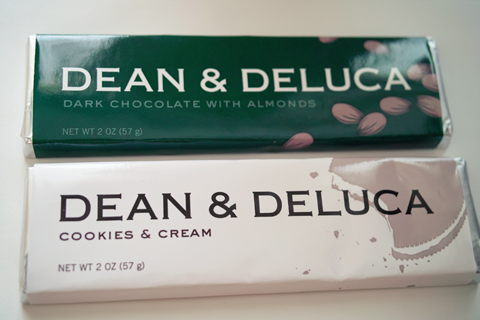 DEAN & DELUCA
DARK CHOCOLATE WITH ALMONDS
NET WT 2 OZ (57 g)
DEAN & DELUCA
COOKIES & CREAM
NET WT 2 OZ (57 g)